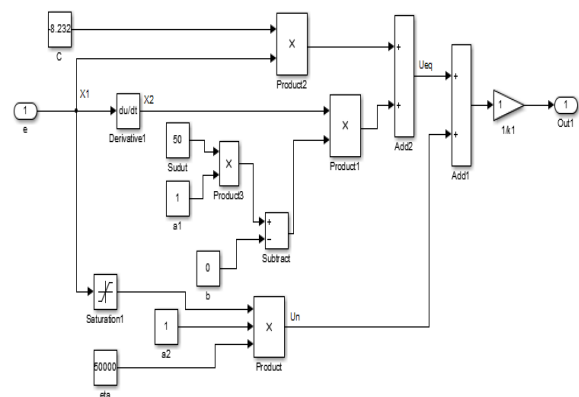 -8.232
C
X
Product2
+
+
Add2
Ueq
+
+
Add1
1
1/k1
1
Out1
1
e
X1
du/dt
Derivative1
X2
X
Product1
50
Sudut
X
Product3
1
a1
+
−
Subtract
0
b
Saturation1
1
a2
X
Product
Un
50000
eta